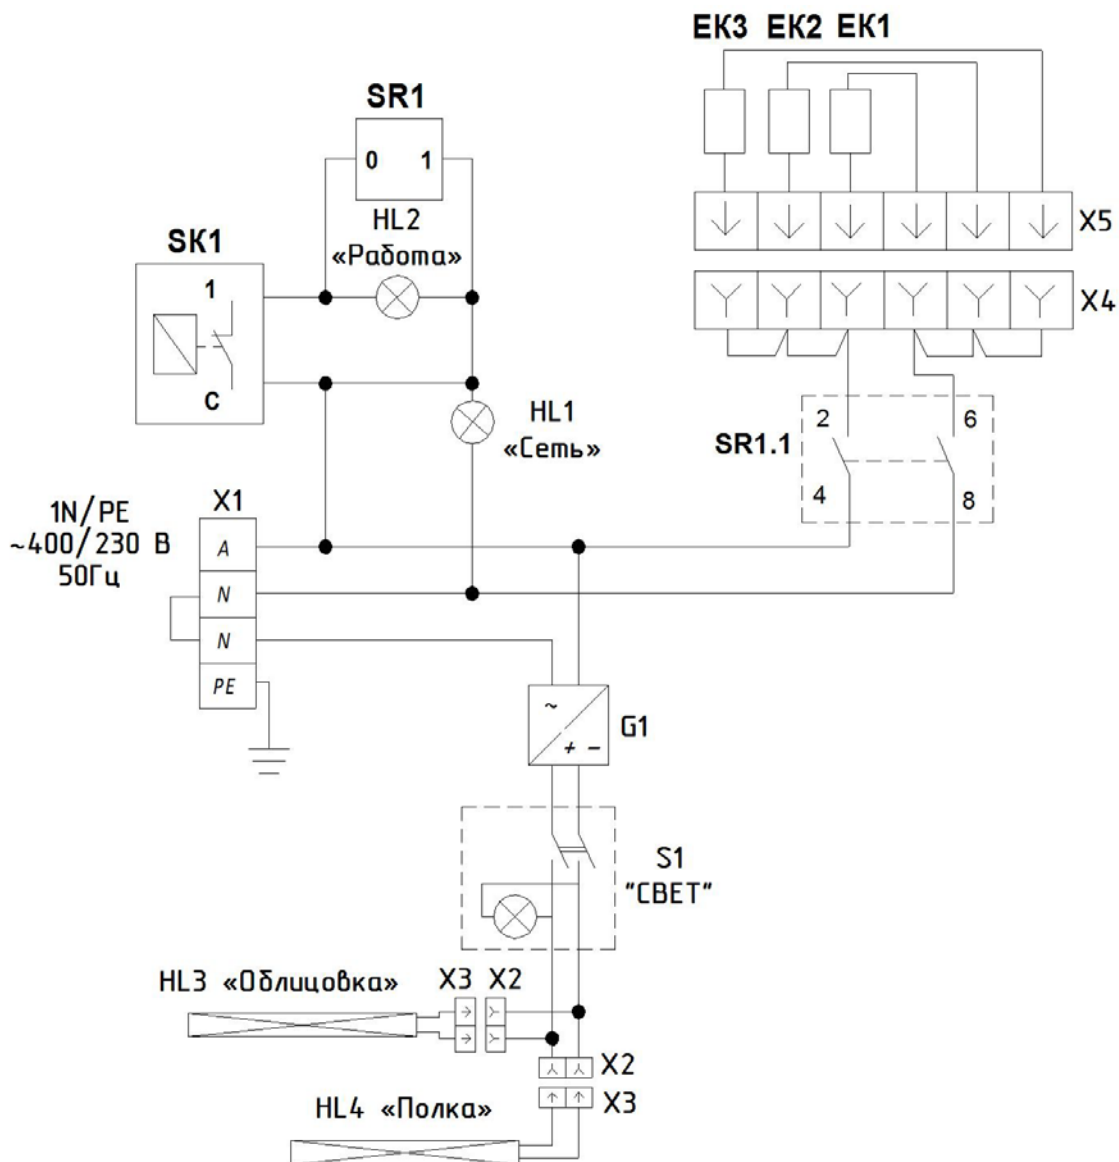 EK3 EK2 EK1
SR1
0 1
HL2
«Работа»
SK1
1
C
X5
X4
HL1
«Сеть»
2 6
SR1.1
4 8
X1
1N/PE
~400/230 В
50Гц
A
N
N
PE
~
+ −
G1
S1
"СВЕТ"
HL3 «Облицовка» X3 X2
X2
X3
HL4 «Полка»